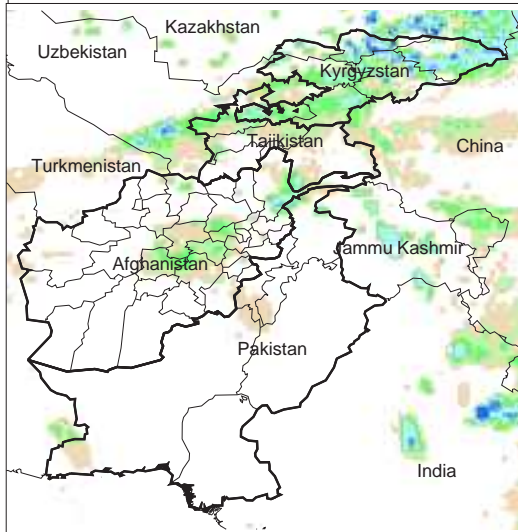 Kazakhstan
Uzbekistan
Kyrgyzstan
Tajikistan
China
Turkmenistan
Jammu Kashmir
Afghanistan
Pakistan
India